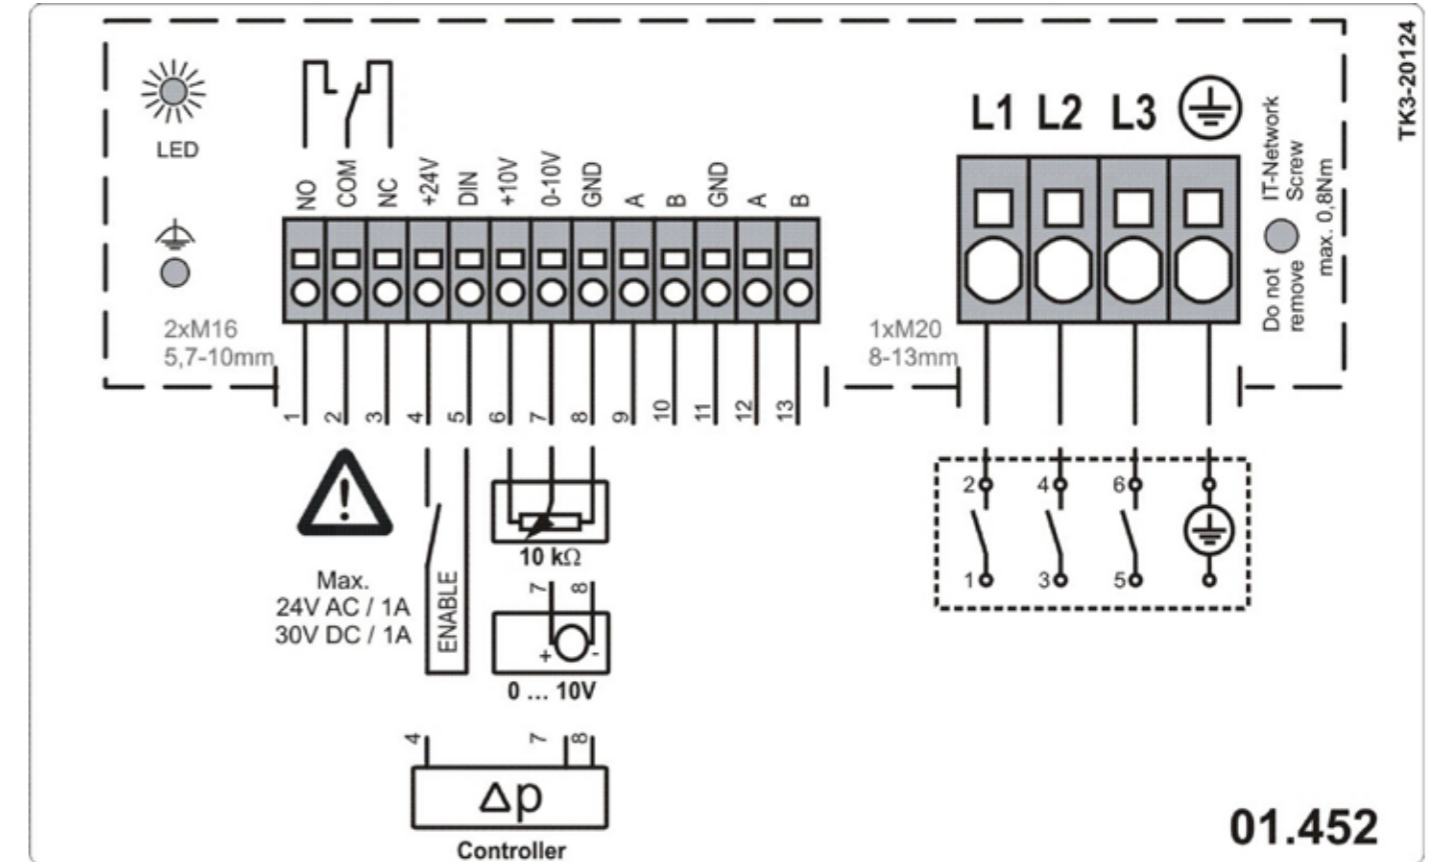 TK3-20124
LED
NO
COM
NC
+24V
DIN
+10V
0-10V
GND
A
B
GND
A
B
L1 L2 L3
IT-Network
Screw
max. 0,8Nm
Do not
remove
2xM16
5,7-10mm
1xM20
8-13mm
1
2
3
4
5
6
7
8
9
10
11
12
13
!
Max.
24V AC / 1A
30V DC / 1A
ENABLE
10 kΩ
7
8
+ -
0 ... 10V
4
7
8
Δp
Controller
2 4 6
1 3 5
01.452